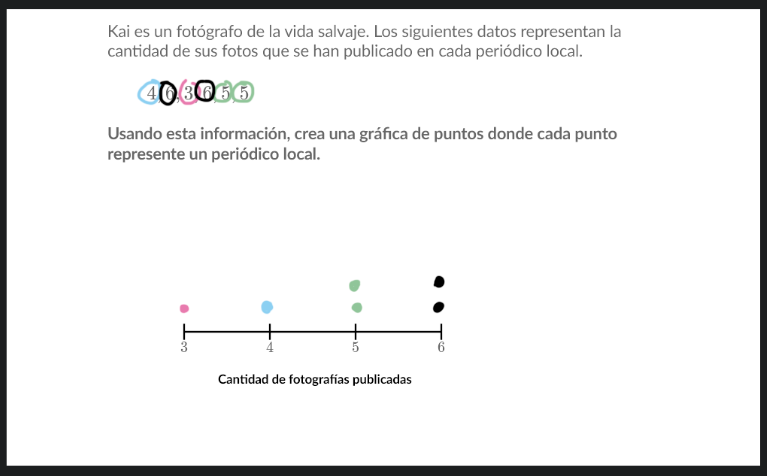 Kai es un fotógrafo de la vida salvaje. Los siguientes datos representan la
cantidad de sus fotos que se han publicado en cada periódico local.
4, 6, 3, 6, 5, 5
Usando esta información, crea una gráfica de puntos donde cada punto
represente un periódico local.
3 4 5 6
Cantidad de fotografías publicadas